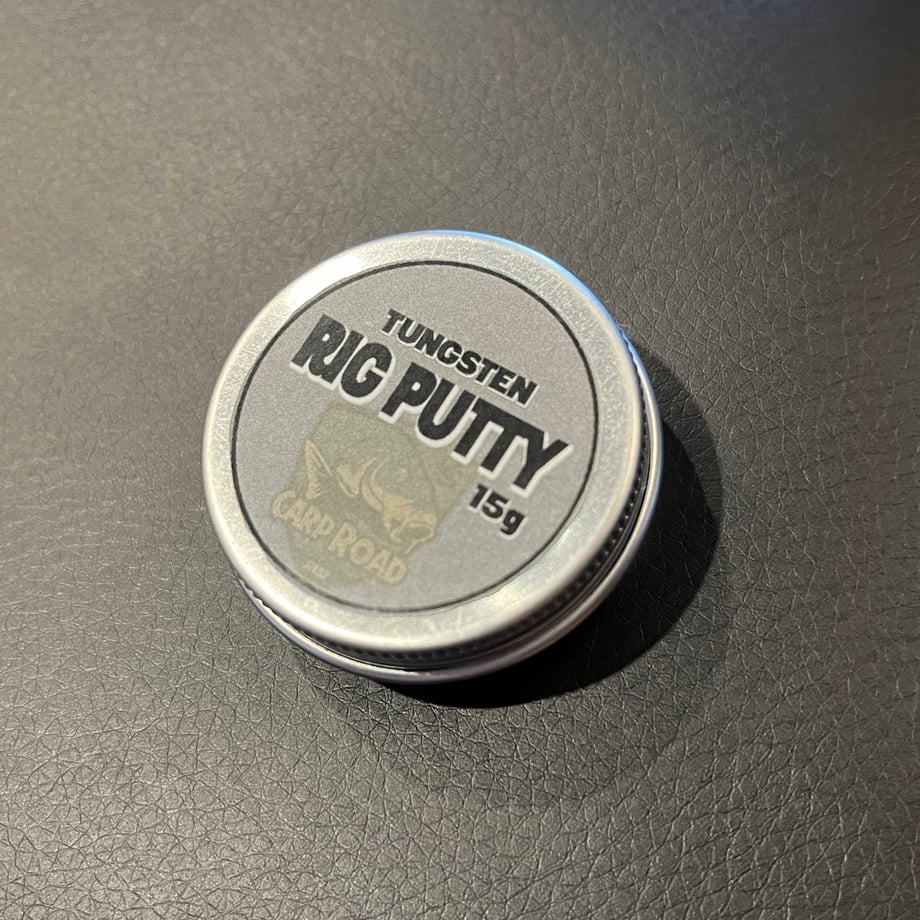 TUNGSTEN
RIG PUTTY
15g
CARP ROAD